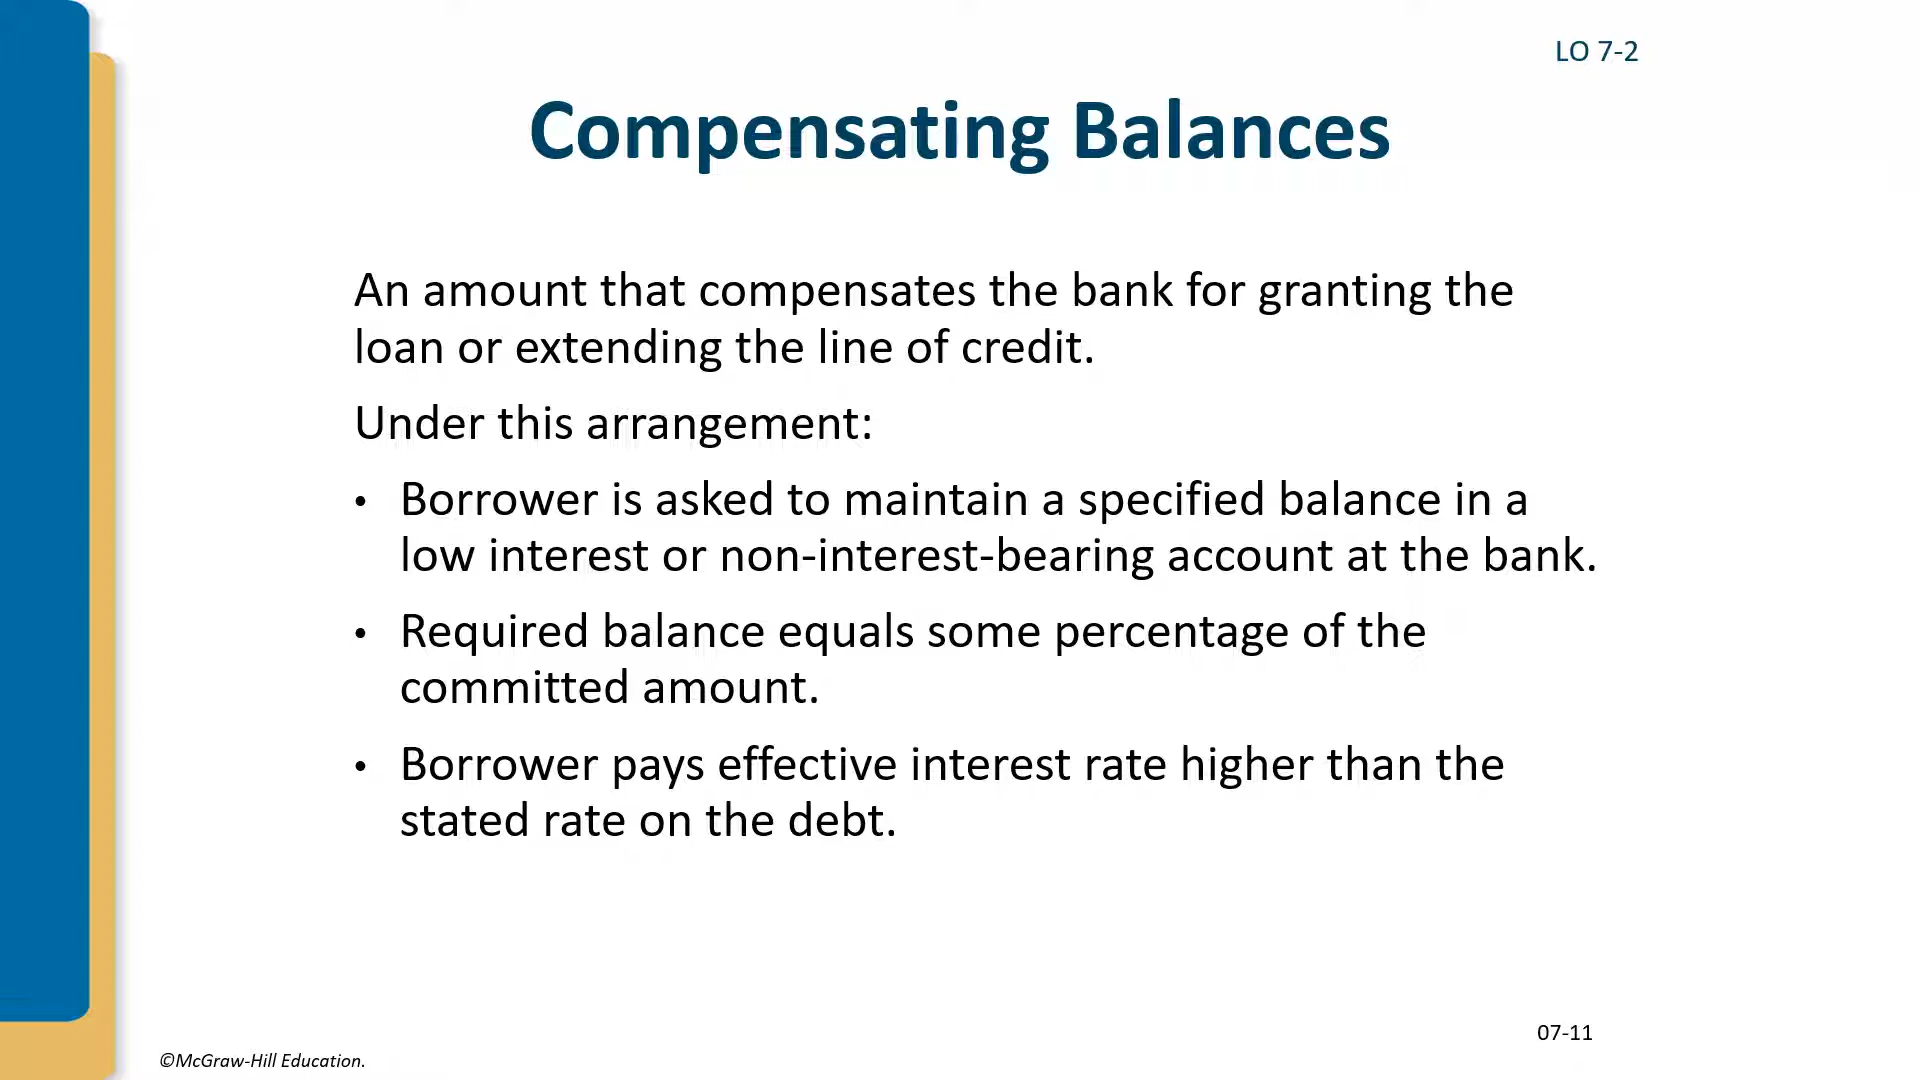 LO 7-2
Compensating Balances
An amount that compensates the bank for granting the
loan or extending the line of credit.
Under this arrangement:
• Borrower is asked to maintain a specified balance in a
low interest or non-interest-bearing account at the bank.
• Required balance equals some percentage of the
committed amount.
• Borrower pays effective interest rate higher than the
stated rate on the debt.
07-11
©McGraw-Hill Education.